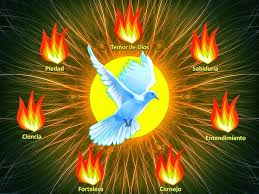 Temor de Dios
Piedad
Sabiduría
Ciencia
Entendimiento
Fortaleza
Consejo